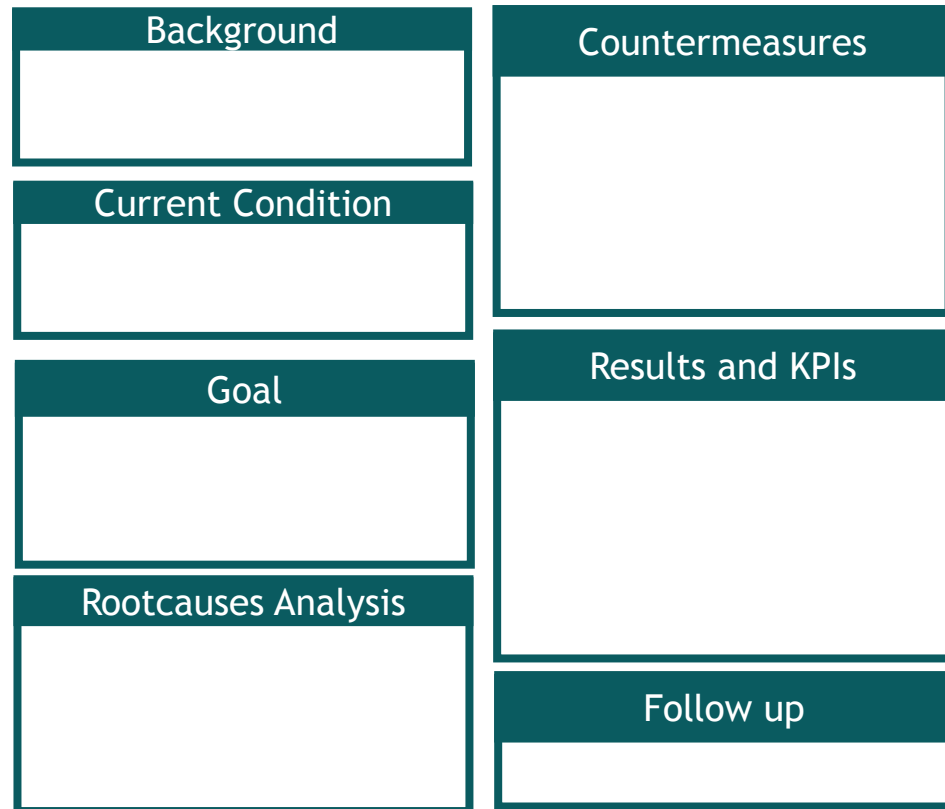 Background
Current Condition
Goal
Rootcauses Analysis
Countermeasures
Results and KPIs
Follow up